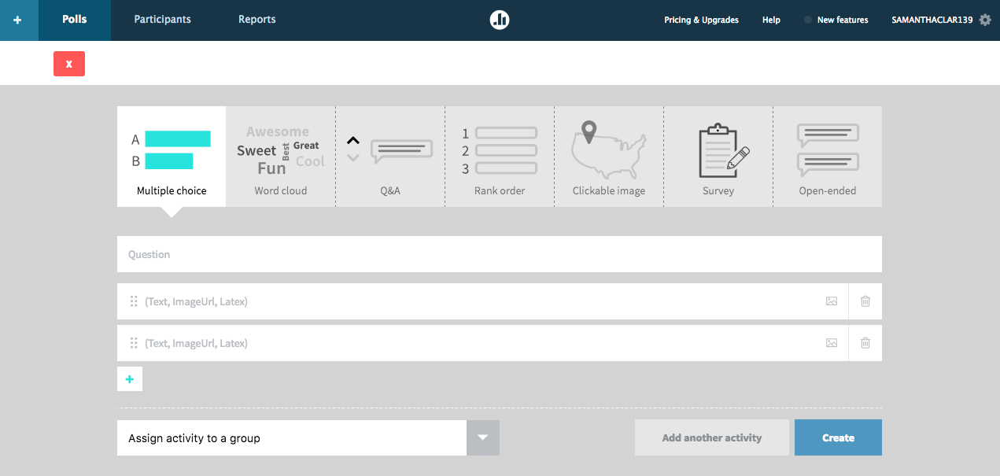 + Polls Participants Reports Pricing & Upgrades Help New features SAMANTHACLAR139
X
A
B
Multiple choice
Awesome
Sweet Best Great
Fun Cool
Word cloud
Q&A
1
2
3
Rank order
Clickable image
Survey
Open-ended
Question
(Text, ImageUrl, Latex)
(Text, ImageUrl, Latex)
+
Assign activity to a group
Add another activity
Create